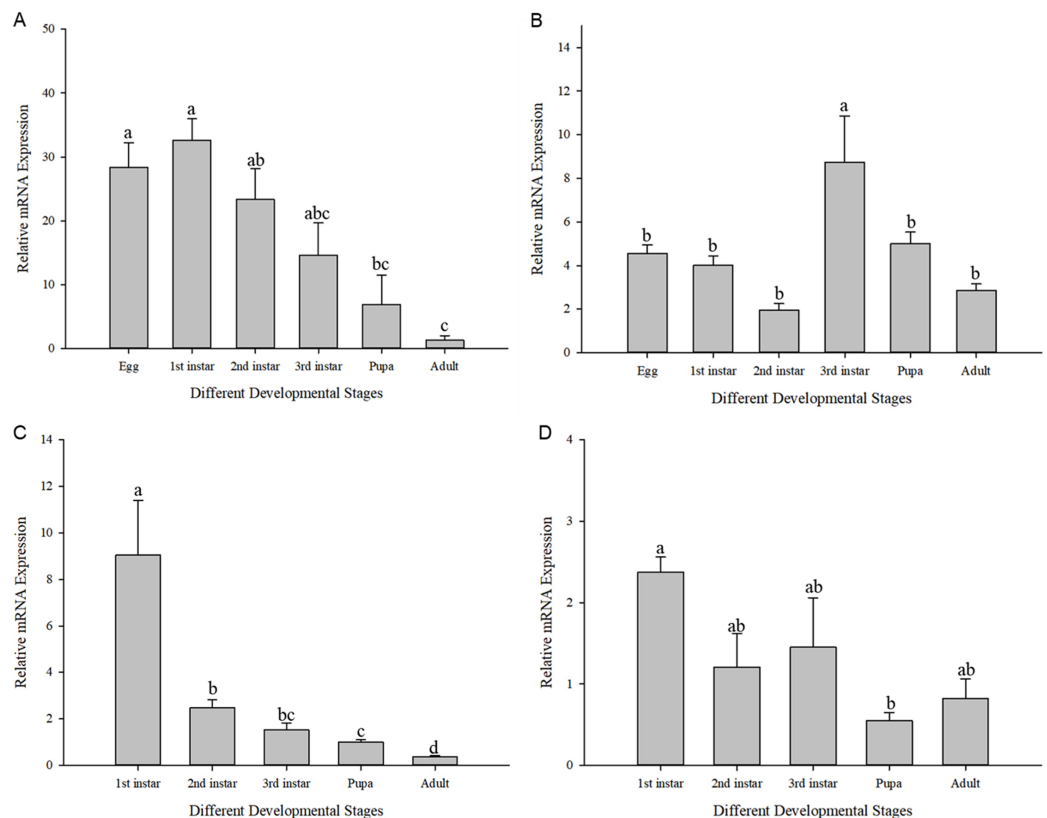 A
Relative mRNA Expression
50
40
30
20
10
0
a
a
ab
abc
bc
c
Egg
1st instar
2nd instar
3rd instar
Pupa
Adult
Different Developmental Stages
B
Relative mRNA Expression
14
12
10
8
6
4
2
0
b
b
b
a
b
b
Egg
1st instar
2nd instar
3rd instar
Pupa
Adult
Different Developmental Stages
C
Relative mRNA Expression
14
12
10
8
6
4
2
0
a
b
bc
c
d
1st instar
2nd instar
3rd instar
Pupa
Adult
Different Developmental Stages
D
Relative mRNA Expression
4
3
2
1
0
a
ab
ab
b
ab
1st instar
2nd instar
3rd instar
Pupa
Adult
Different Developmental Stages